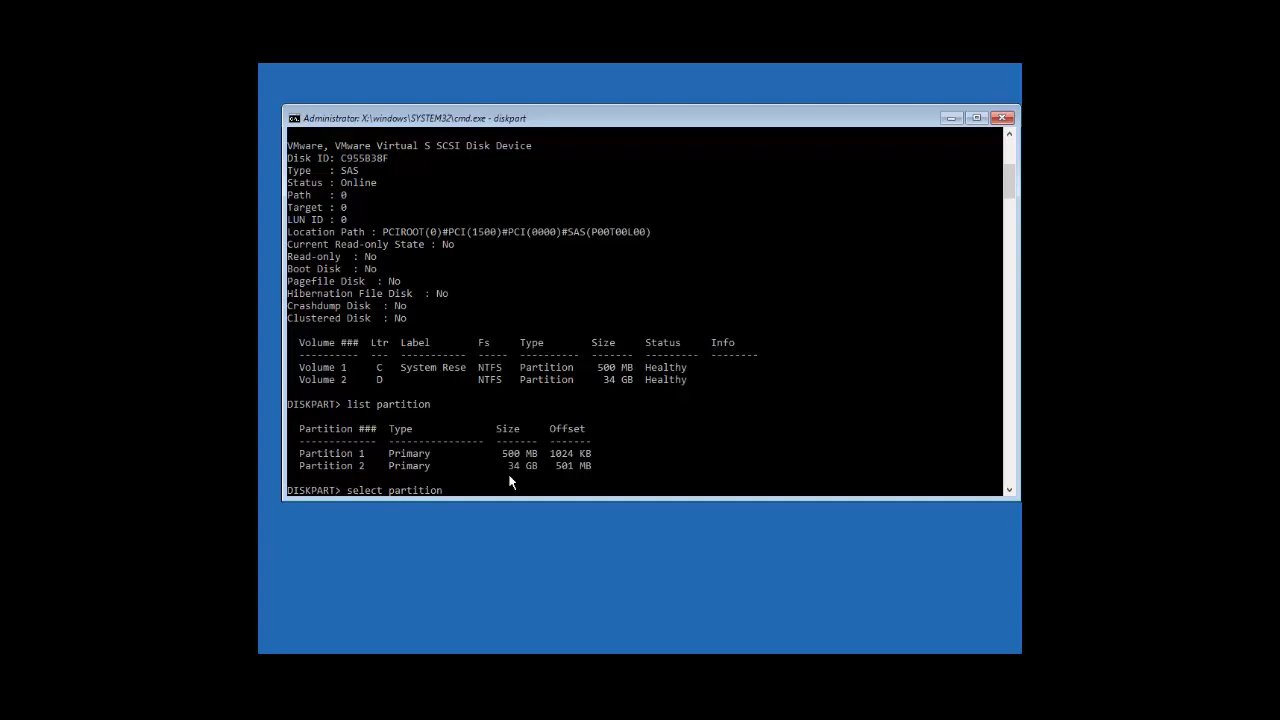 Administrator: X:\windows\SYSTEM32\cmd.exe - diskpart
VMware, VMware Virtual S SCSI Disk Device
Disk ID: C955B38F
Type   : SAS
Status : Online
Path   : 0
Target : 0
LUN ID : 0
Location Path : PCIROOT(0)#PCI(1500)#PCI(0000)#SAS(P00T00L00)
Current Read-only State : No
Read-only  : No
Boot Disk  : No
Pagefile Disk  : No
Hibernation File Disk  : No
Crashdump Disk  : No
Clustered Disk  : No
Volume ###  Ltr  Label        Fs     Type        Size     Status     Info
----------  ---  -----------  -----  ----------  -------  ---------  --------
Volume 1     C   System Rese  NTFS   Partition    500 MB  Healthy
Volume 2     D                NTFS   Partition     34 GB  Healthy
DISKPART> list partition
Partition ###  Type              Size     Offset
-------------  ----------------  -------  -------
Partition 1    Primary            500 MB  1024 KB
Partition 2    Primary             34 GB   501 MB
DISKPART> select partition